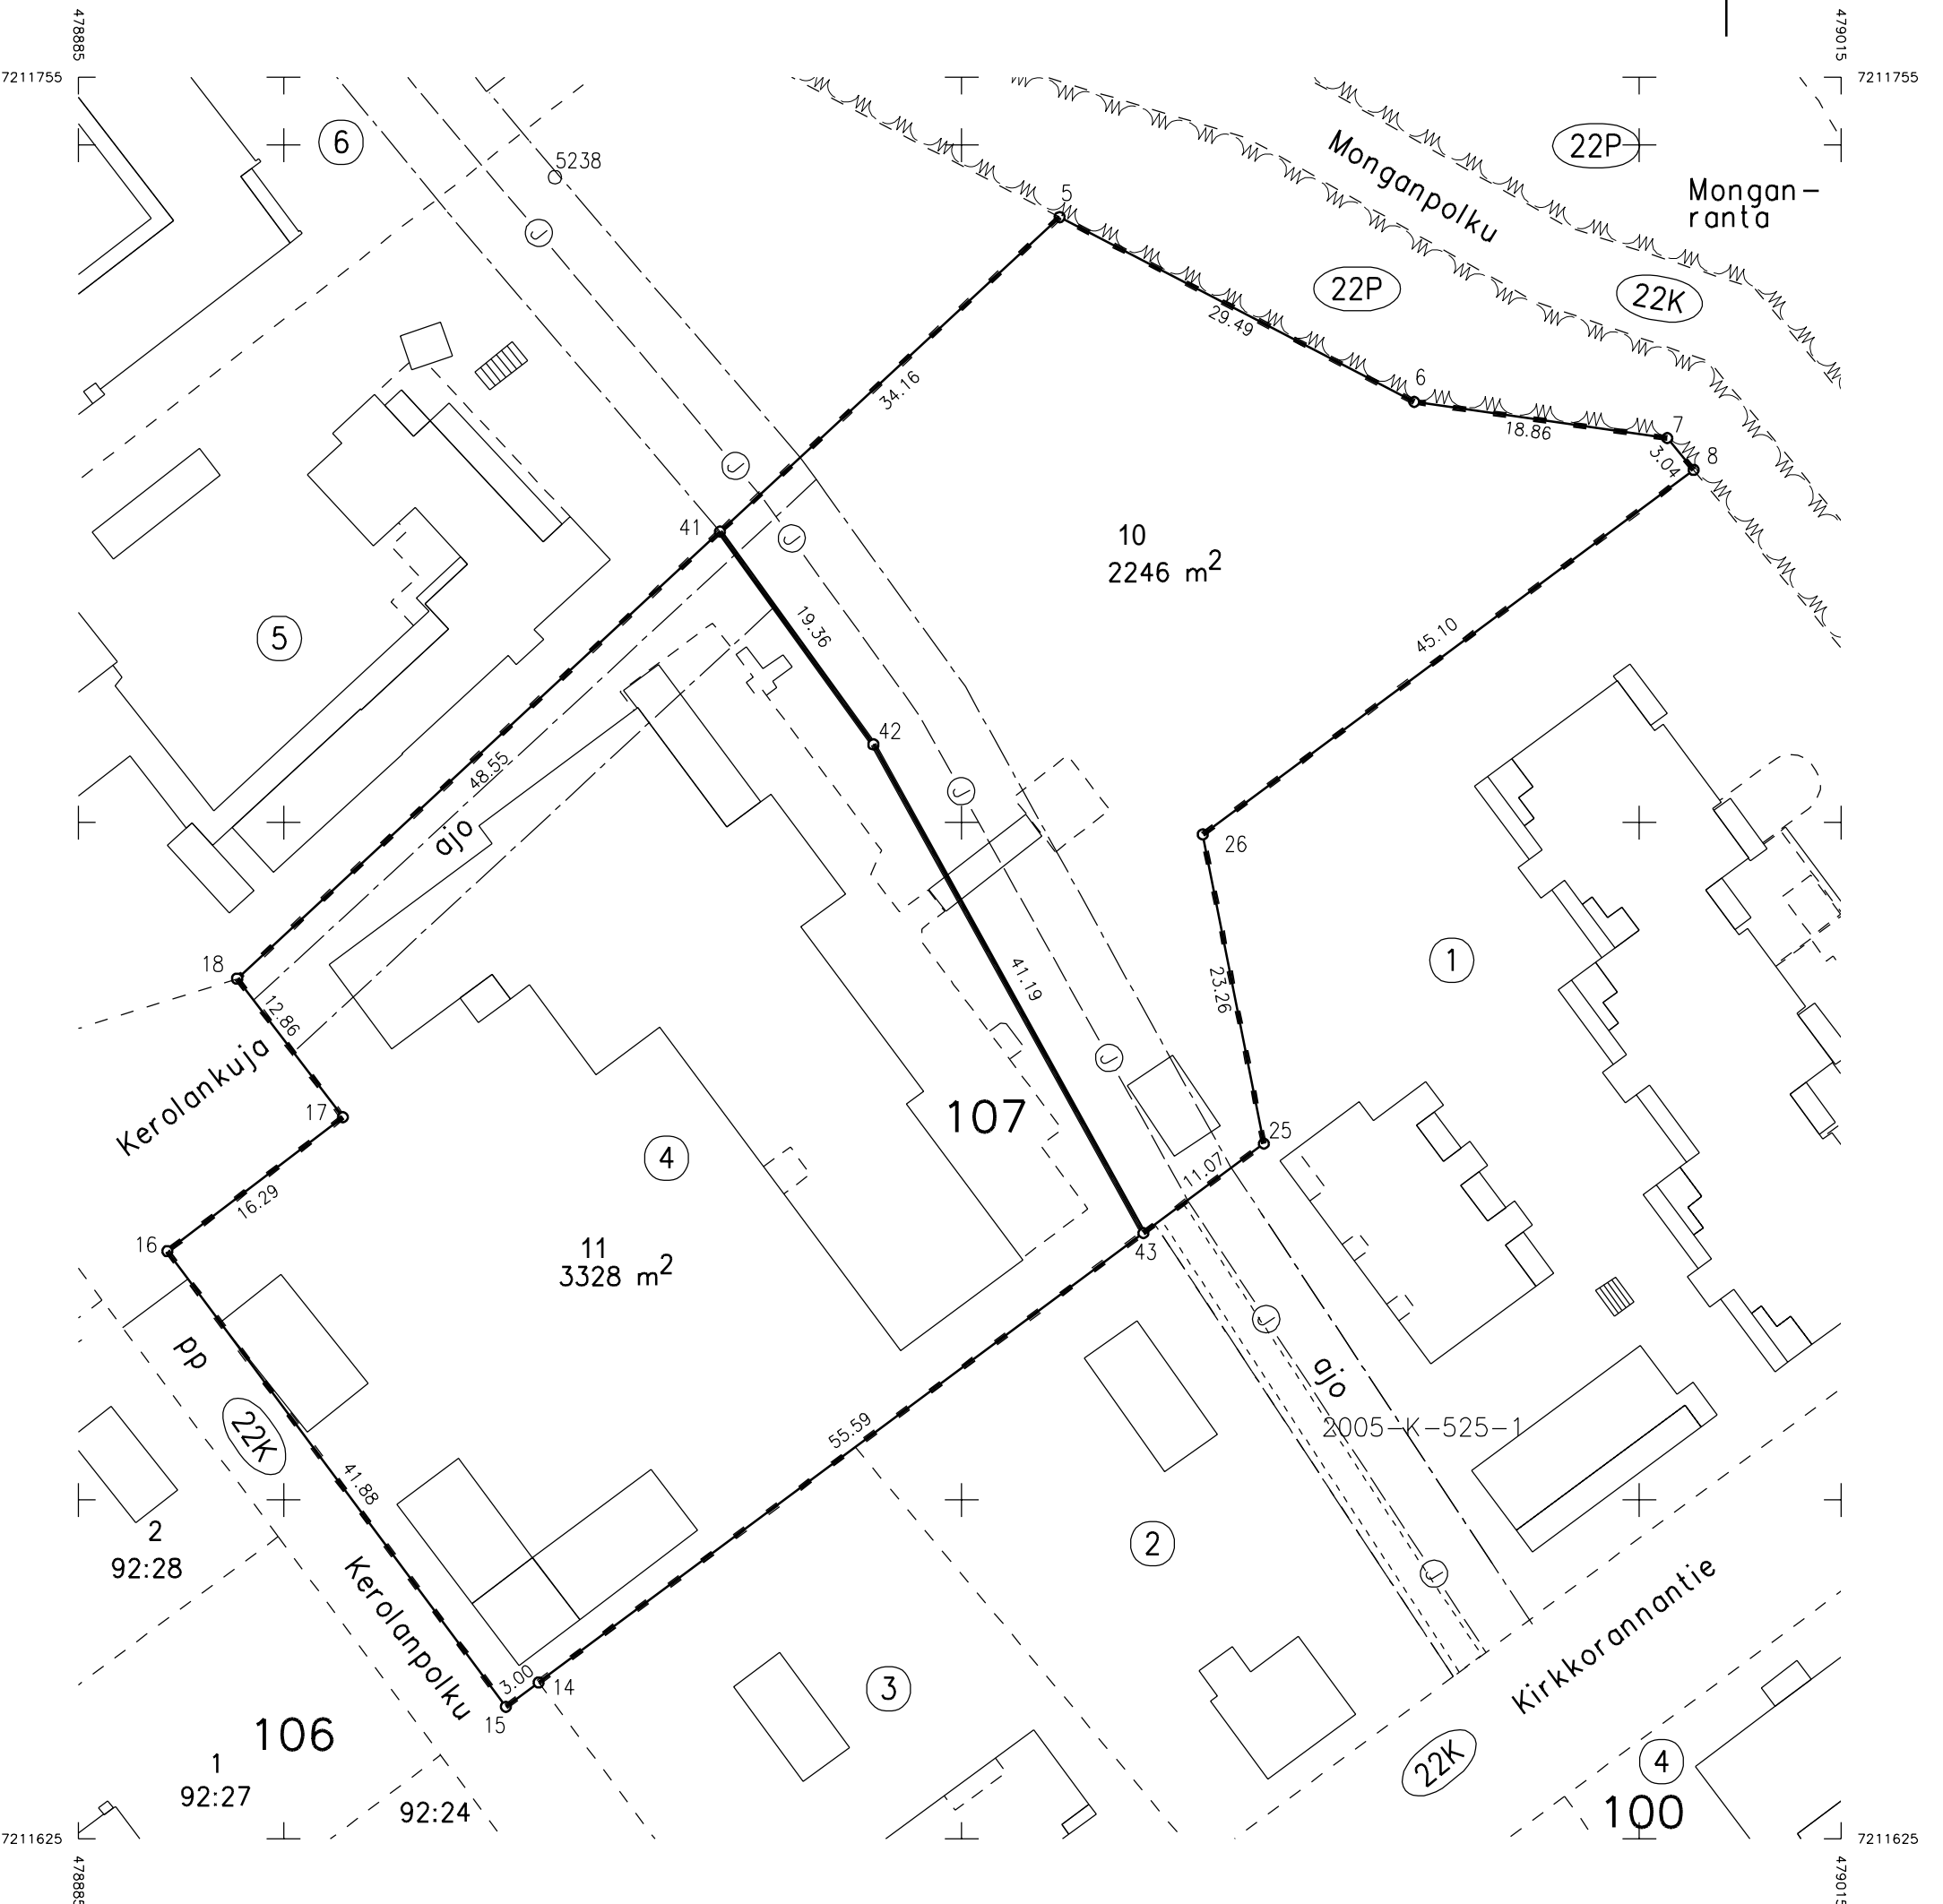 478885
479015
7211755
7211755
6
5238
5
Monganpolku
22P
Mongan-
ranta
22P
22K
29.49
34.16
6
18.86
7
3.04
8
41
10
2246 m2
19.36
5
45.10
42
48.55
ajo
26
18
12.86
41.19
23.26
1
Kerolankuja
17
107
25
4
11.07
16.29
16
11
3328 m2
43
pp
ajo
22K
55.59
2005-K-525-1
41.88
2
92:28
2
Kerolanpolku
Kirkkorannantie
3.00
14
15
3
106
1
92:27
92:24
22K
4
100
7211625
7211625
478885
479015
J
J
J
J
J
J
J